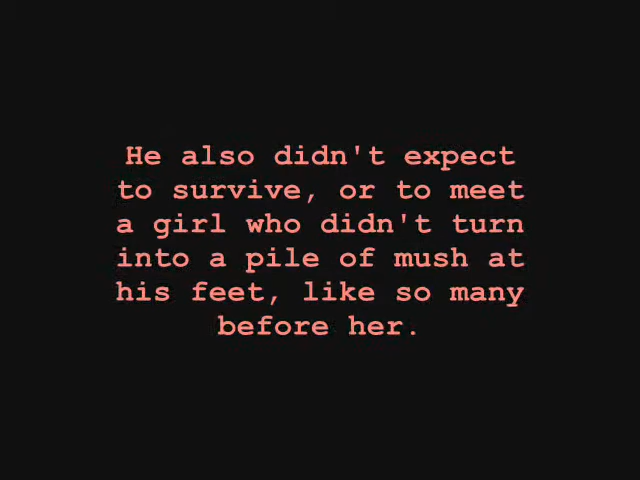 He also didn't expect
to survive, or to meet
a girl who didn't turn
into a pile of mush at
his feet, like so many
before her.